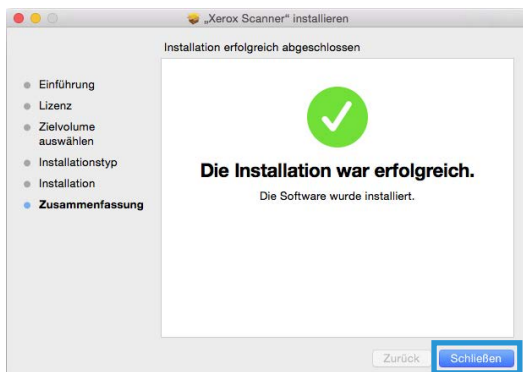 „Xerox Scanner“ installieren
Installation erfolgreich abgeschlossen
Einführung
Lizenz
Zielvolume
auswählen
Installationstyp
Installation
Zusammenfassung
Die Installation war erfolgreich.
Die Software wurde installiert.
Zurück
Schließen